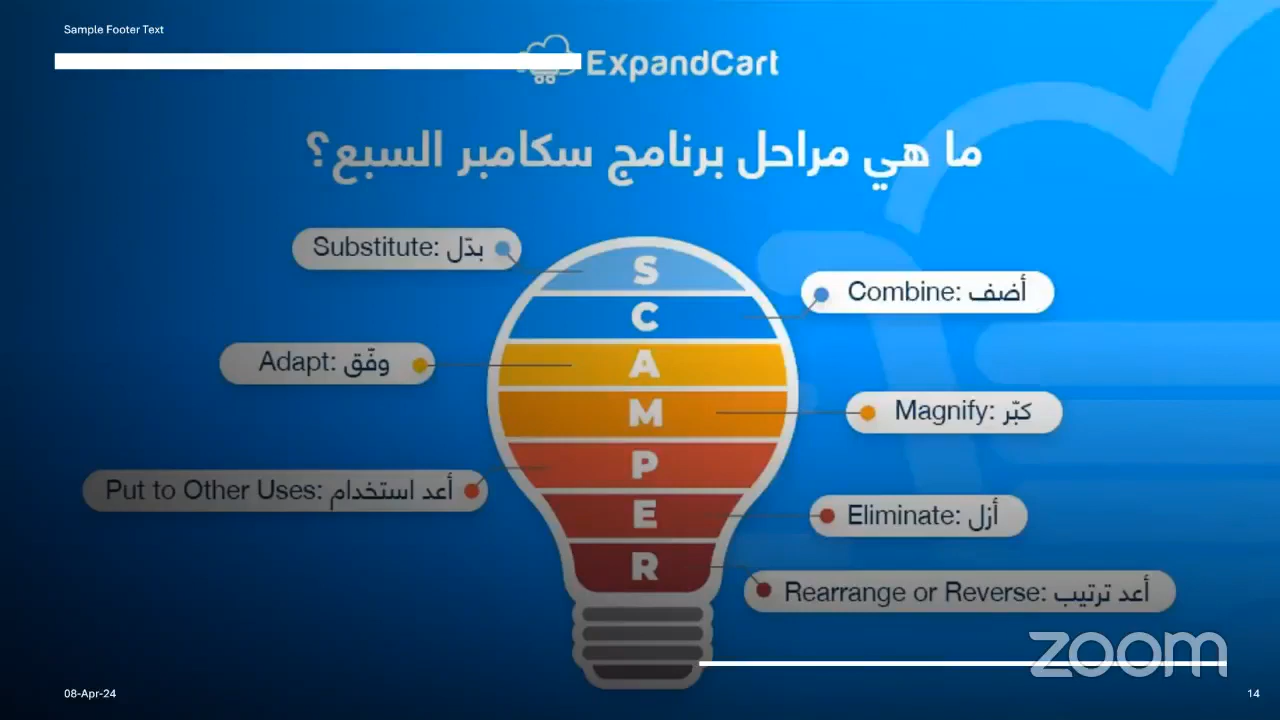 Sample Footer Text
ExpandCart
ما هي مراحل برنامج سكامبر السبع؟
Substitute: بدّل
S
Combine: أضف
C
Adapt: وفّق
A
Magnify: كبّر
M
Put to Other Uses: أعد استخدام
P
Eliminate: أزل
E
Rearrange or Reverse: أعد ترتيب
R
zoom
08-Apr-24
14